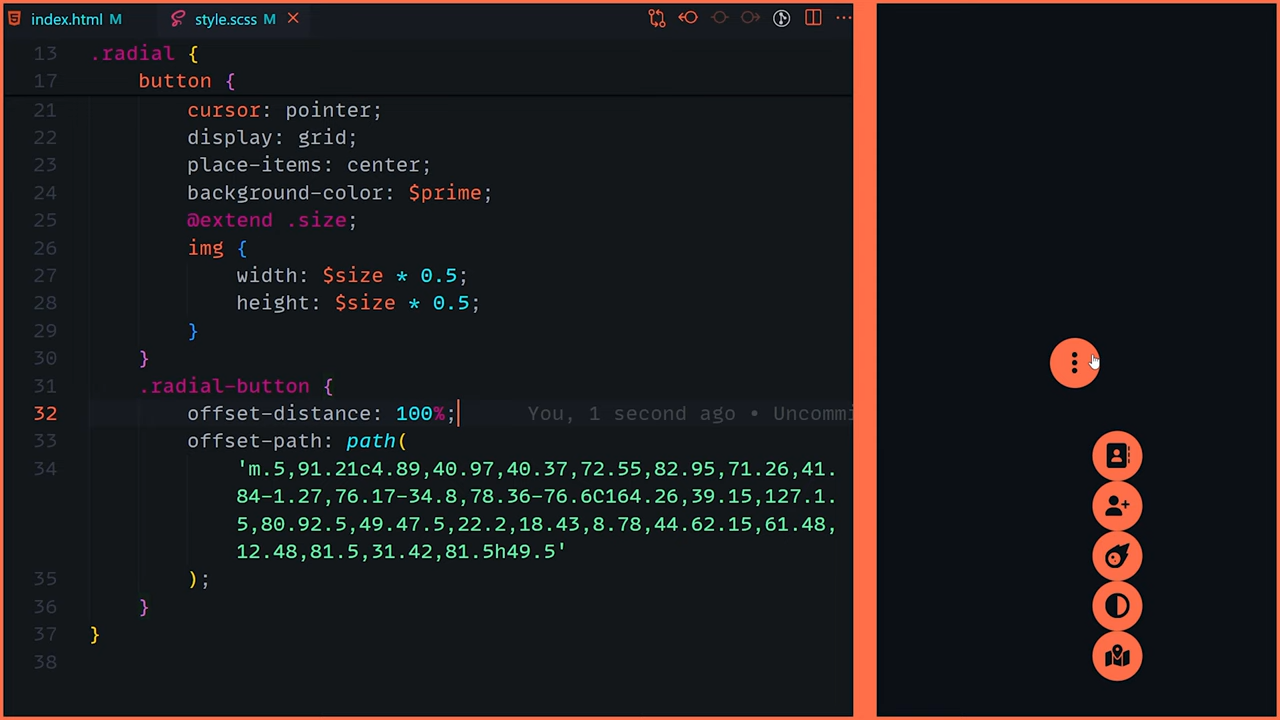 index.html M
style.scss M
13 .radial {
17 button {
21 cursor: pointer;
22 display: grid;
23 place-items: center;
24 background-color: $prime;
25 @extend .size;
26 img {
27 width: $size * 0.5;
28 height: $size * 0.5;
29 }
30 }
31 .radial-button {
32 offset-distance: 100%; You, 1 second ago • Uncommi
33 offset-path: path(
34 'm.5,91.21c4.89,40.97,40.37,72.55,82.95,71.26,41.
84-1.27,76.17-34.8,78.36-76.6C164.26,39.15,127.1.
5,80.92.5,49.47.5,22.2,18.43,8.78,44.62.15,61.48,
12.48,81.5,31.42,81.5h49.5'
35 );
36 }
37 }
38